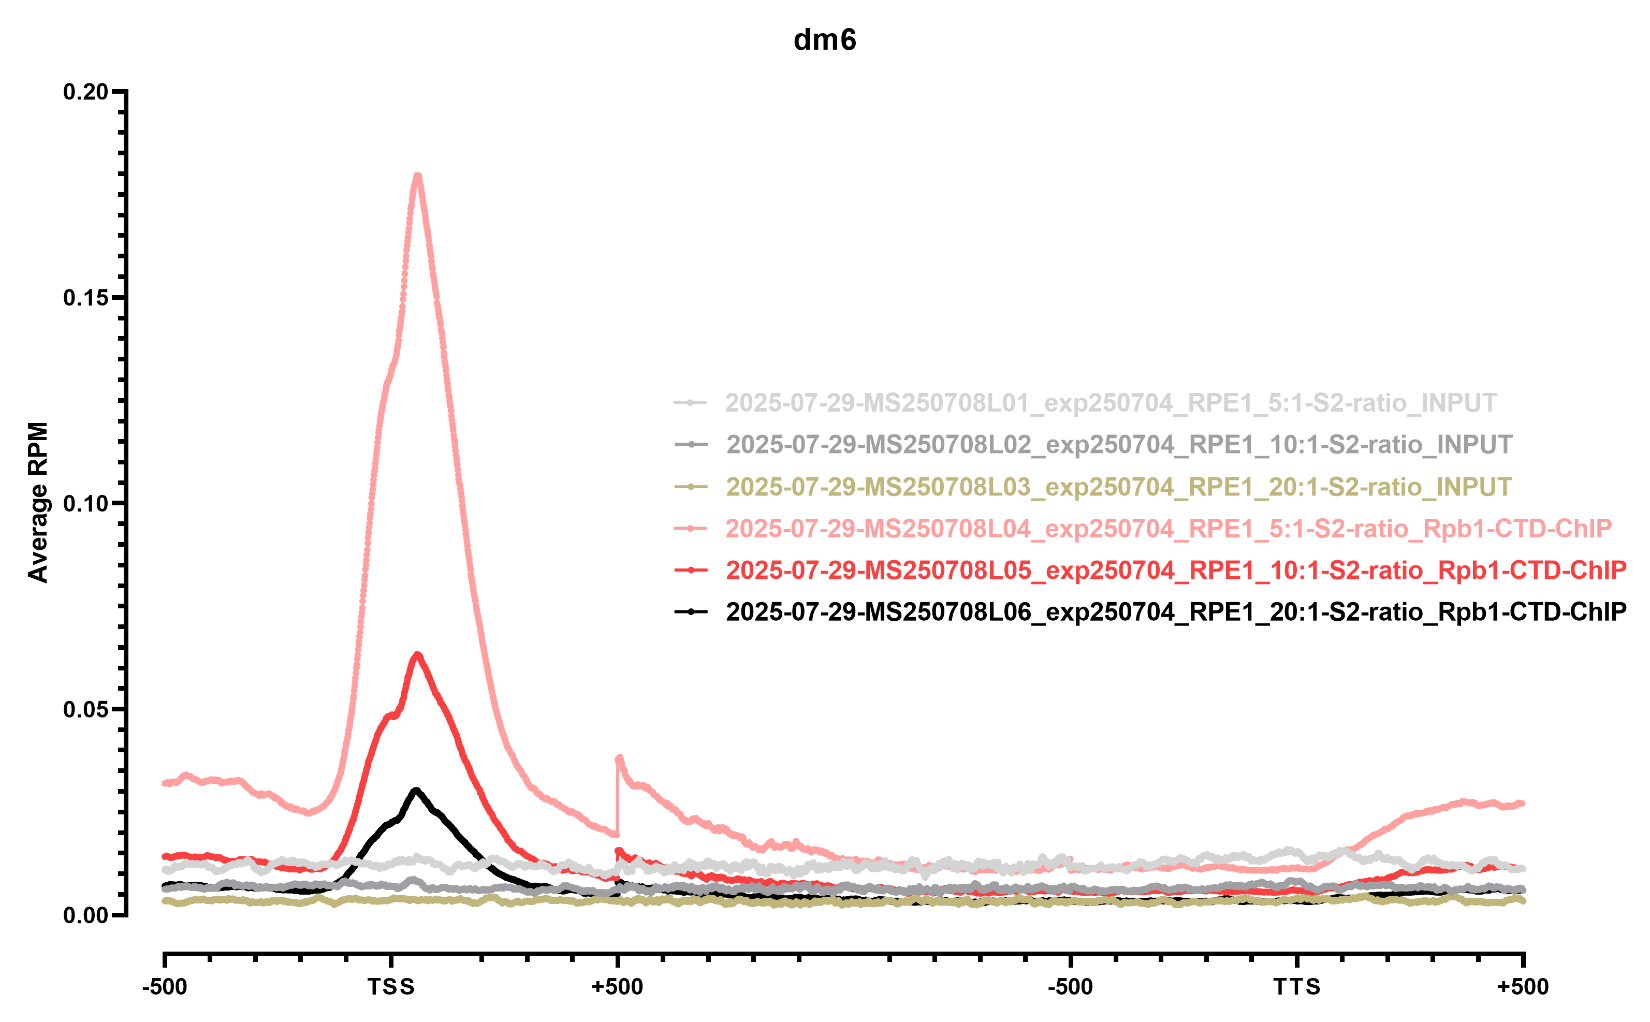 dm6
0.20
0.15
0.10
0.05
0.00
Average RPM
2025-07-29-MS250708L01_exp250704_RPE1_5:1-S2-ratio_INPUT
2025-07-29-MS250708L02_exp250704_RPE1_10:1-S2-ratio_INPUT
2025-07-29-MS250708L03_exp250704_RPE1_20:1-S2-ratio_INPUT
2025-07-29-MS250708L04_exp250704_RPE1_5:1-S2-ratio_Rpb1-CTD-ChIP
2025-07-29-MS250708L05_exp250704_RPE1_10:1-S2-ratio_Rpb1-CTD-ChIP
2025-07-29-MS250708L06_exp250704_RPE1_20:1-S2-ratio_Rpb1-CTD-ChIP
-500 TSS +500 -500 TTS +500